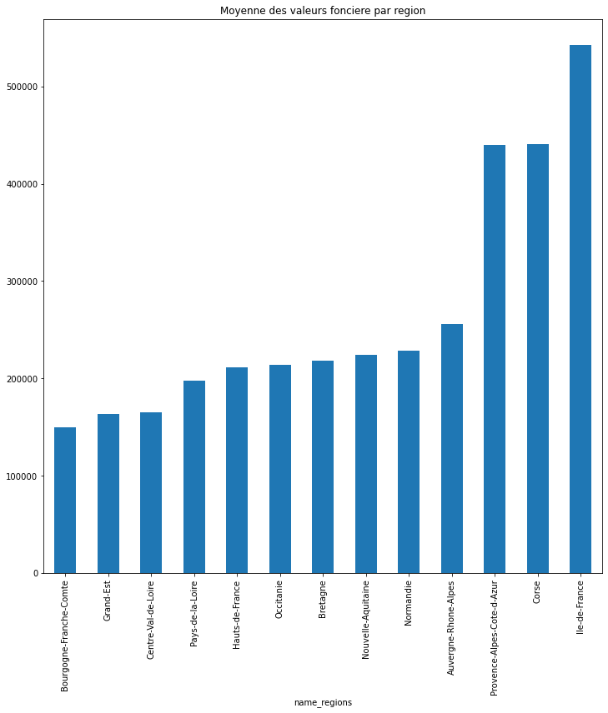 Moyenne des valeurs fonciere par region
500000
400000
300000
200000
100000
0
Bourgogne-Franche-Comte
Grand-Est
Centre-Val-de-Loire
Pays-de-la-Loire
Hauts-de-France
Occitanie
Bretagne
Nouvelle-Aquitaine
Normandie
Auvergne-Rhone-Alpes
Provence-Alpes-Cote-d-Azur
Corse
Ile-de-France
name_regions